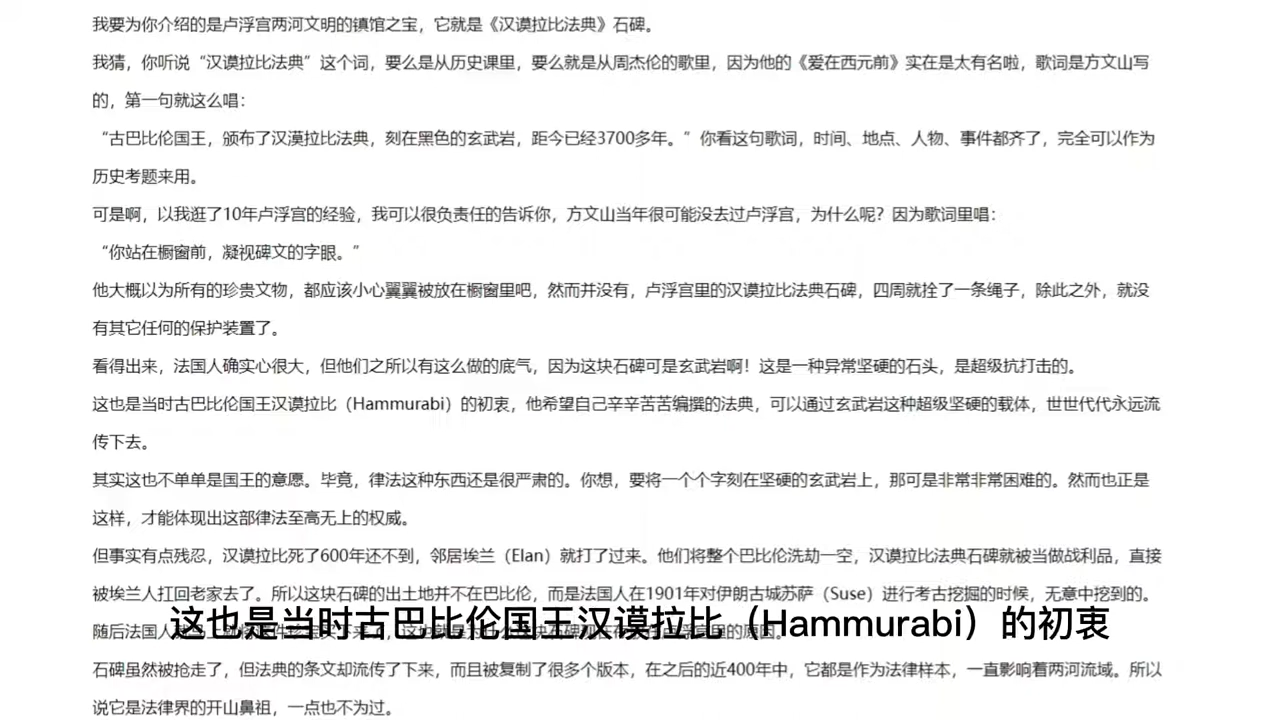 我要为你介绍的是卢浮宫两河文明的镇馆之宝，它就是《汉谟拉比法典》石碑。
我猜，你听说“汉谟拉比法典”这个词，要么是从历史课里，要么就是从周杰伦的歌里，因为他的《爱在西元前》实在是太有名啦，歌词是方文山写
的，第一句就这么唱：
“古巴比伦国王，颁布了汉谟拉比法典，刻在黑色的玄武岩，距今已经3700多年。”你看这句歌词，时间、地点、人物、事件都齐了，完全可以作为
历史考题来用。
可是啊，以我逛了10年卢浮宫的经验，我可以很负责任的告诉你，方文山当年很可能没去过卢浮宫，为什么呢？因为歌词里唱：
“你站在橱窗前，凝视碑文的字眼。”
他大概以为所有的珍贵文物，都应该小心翼翼被放在橱窗里吧，然而并没有，卢浮宫里的汉谟拉比法典石碑，四周就拴了一条绳子，除此之外，就没
有其它任何的保护装置了。
看得出来，法国人确实心很大，但他们之所以有这么做的底气，因为这块石碑可是玄武岩啊！这是一种异常坚硬的石头，是超级抗打击的。
这也是当时古巴比伦国王汉谟拉比（Hammurabi）的初衷，他希望自己辛辛苦苦编撰的法典，可以通过玄武岩这种超级坚硬的载体，世世代代永远流
传下去。
其实这也不单单是国王的意愿。毕竟，律法这种东西还是很严肃的。你想，要将一个个字刻在坚硬的玄武岩上，那可是非常非常困难的。然而也正是
这样，才能体现出这部律法至高无上的权威。
但事实有点残忍，汉谟拉比死了600年还不到，邻居埃兰（Elan）就打了过来。他们将整个巴比伦洗劫一空，汉谟拉比法典石碑就被当做战利品，直接
被埃兰人扛回老家去了。所以这块石碑的出土地并不在巴比伦，而是法国人在1901年对伊朗古城苏萨（Suse）进行考古挖掘的时候，无意中挖到的。
随后法国人
的原因。
这也是当时古巴比伦国王汉谟拉比（Hammurabi）的初衷
石碑虽然被抢走了，但法典的条文却流传了下来，而且被复制了很多个版本，在之后的近400年中，它都是作为法律样本，一直影响着两河流域。所以
说它是法律界的开山鼻祖，一点也不为过。